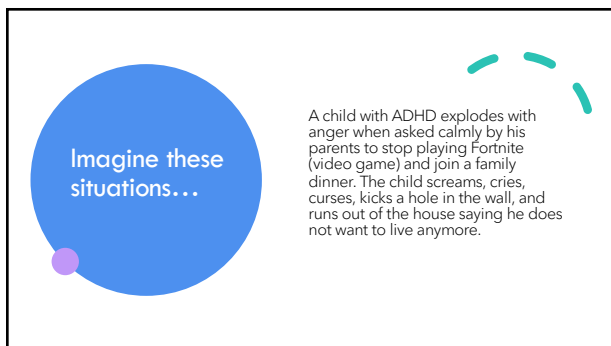 Imagine these
situations...
A child with ADHD explodes with
anger when asked calmly by his
parents to stop playing Fortnite
(video game) and join a family
dinner. The child screams, cries,
curses, kicks a hole in the wall, and
runs out of the house saying he does
not want to live anymore.